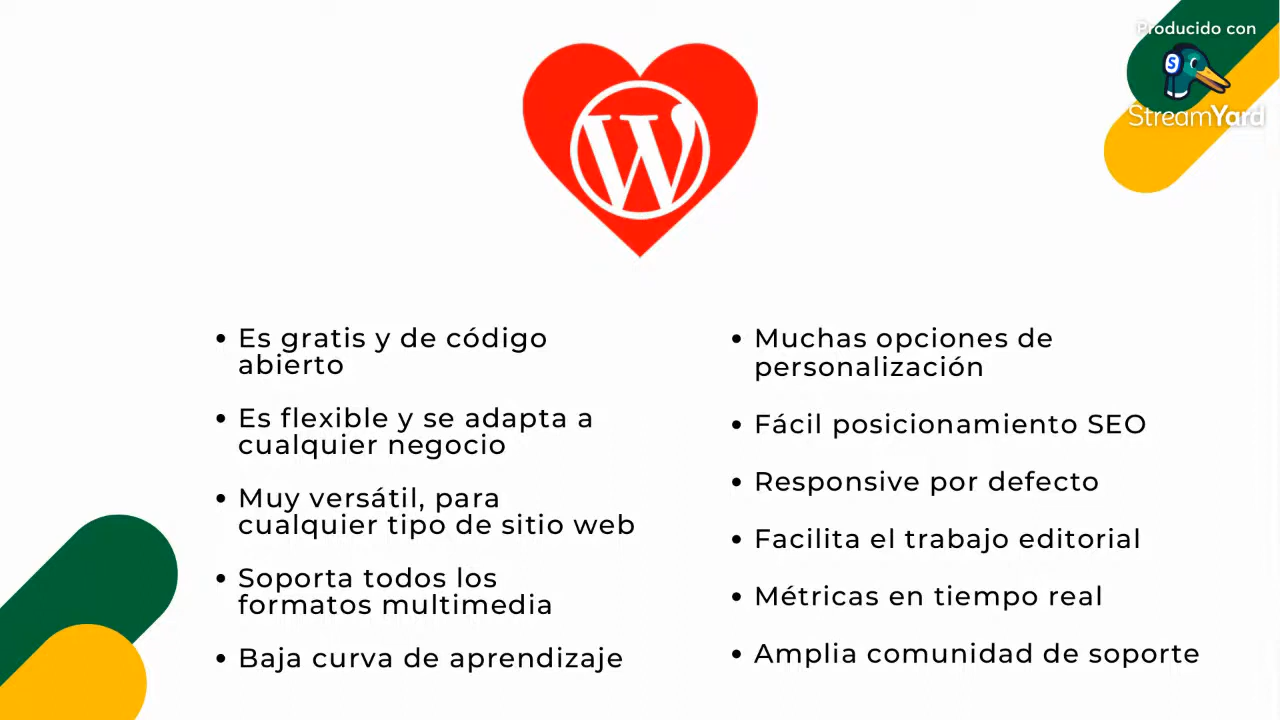 Producido con
StreamYard
Es gratis y de código
abierto
Es flexible y se adapta a
cualquier negocio
Muy versátil, para
cualquier tipo de sitio web
Soporta todos los
formatos multimedia
Baja curva de aprendizaje
Muchas opciones de
personalización
Fácil posicionamiento SEO
Responsive por defecto
Facilita el trabajo editorial
Métricas en tiempo real
Amplia comunidad de soporte